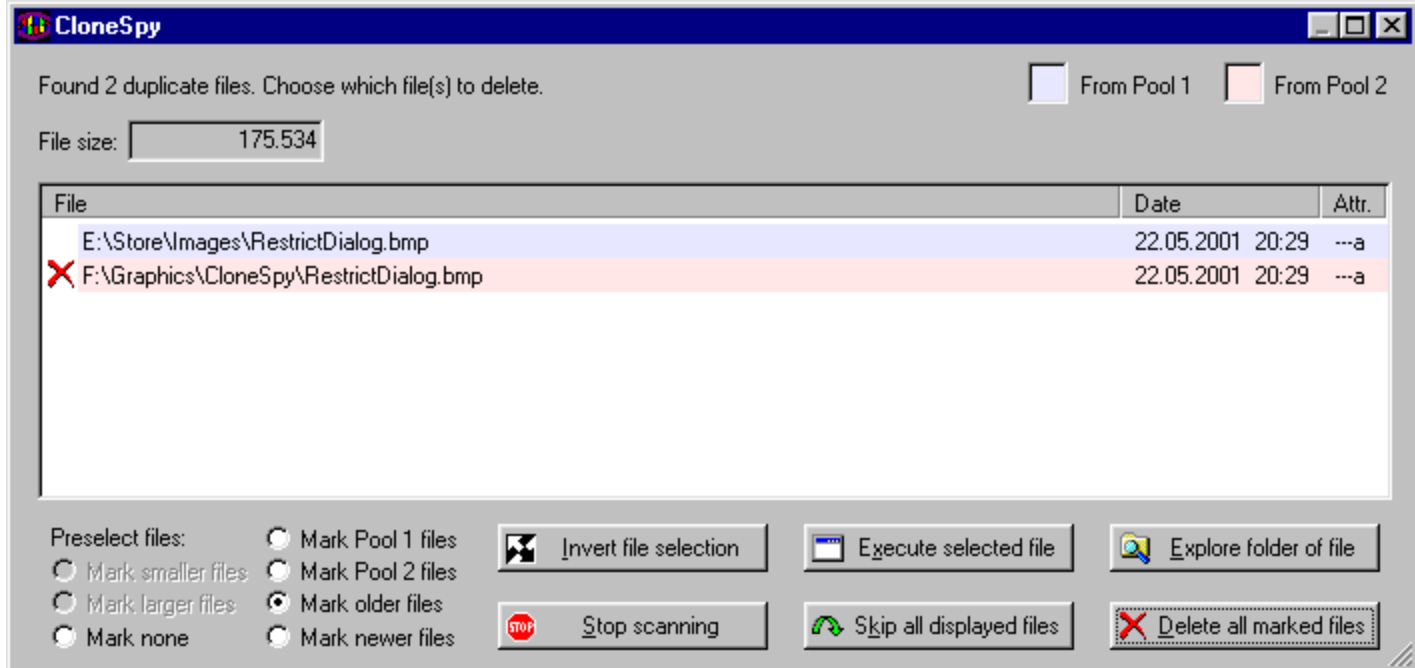 CloneSpy
Found 2 duplicate files. Choose which file(s) to delete.
From Pool 1
From Pool 2
File size: 175.534
File Date Attr.
E:\Store\Images\RestrictDialog.bmp 22.05.2001 20:29 ---a
F:\Graphics\CloneSpy\RestrictDialog.bmp 22.05.2001 20:29 ---a
Preselect files:
Mark smaller files
Mark larger files
Mark none
Mark Pool 1 files
Mark Pool 2 files
Mark older files
Mark newer files
Invert file selection
Execute selected file
Explore folder of file
STOP
Stop scanning
Skip all displayed files
Delete all marked files